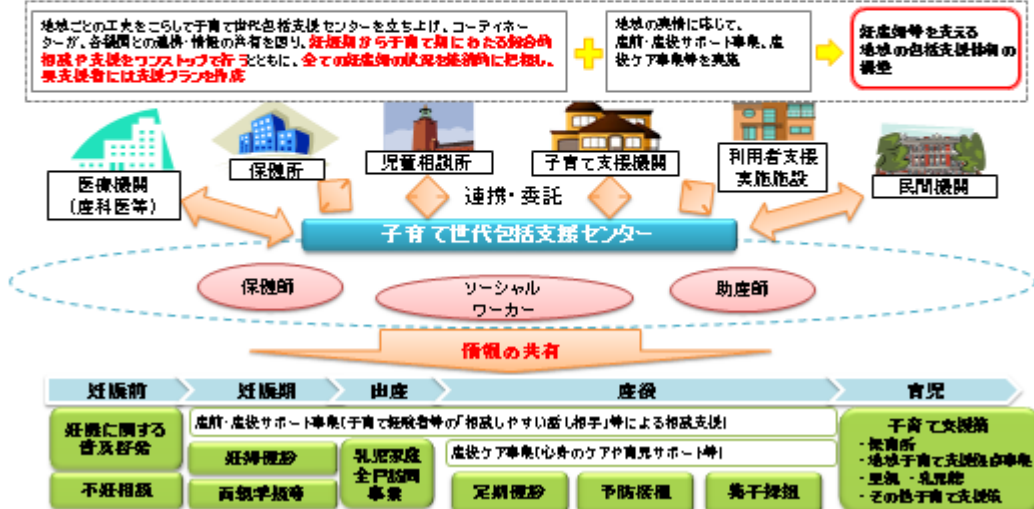 地域ごとの工夫をこらして子育て世代包括支援センターを立ち上げ、コーディネー
ターが、各機関との連携・情報の共有を図り、妊娠期から子育て期にわたる総合的
相談や支援をワンストップで行うとともに、全ての妊産婦の状況を継続的に把握し、
要支援者には支援プランを作成
地域の実情に応じて、
産前・産後サポート事業、産
後ケア事業等を実施
妊産婦等を支える
地域の包括支援体制の
構築
医療機関
(産科医等)
保健所
児童相談所
子育て支援機関
利用者支援
実施施設
民間機関
連携・委託
子育て世代包括支援センター
保健師
ソーシャル
ワーカー
助産師
情報の共有
妊娠前
妊娠期
出産
産後
育児
妊娠に関する
普及啓発
不妊相談
産前・産後サポート事業(子育て経験者等の「相談しやすい話し相手」等による相談支援)
妊婦健診
両親学級等
乳児家庭
全戸訪問
事業
産後ケア事業(心身のケアや育児サポート等)
定期健診
予防接種
養子縁組
子育て支援策
・保育所
・地域子育て支援拠点事業
・里親・乳児院
・その他子育て支援策